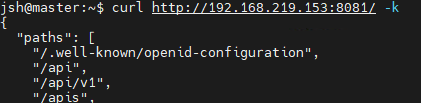 jsh@master:~$ curl http://192.168.219.153:8081/ -k
{
  "paths": [
    "/.well-known/openid-configuration",
    "/api",
    "/api/v1",
    "/apis",